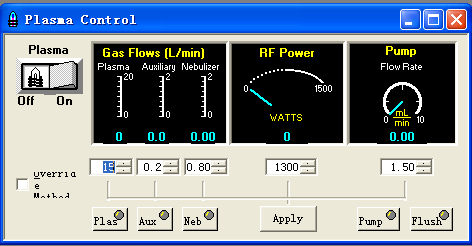 Plasma Control
Plasma
Off On
Gas Flows (L/min)
Plasma Auxiliary Nebulizer
20 2 2
0 0 0
0 0.0 0.00
RF Power
0 1500
WATTS
0
Pump
Flow Rate
0 mL/min 10
0.00
Override
Method
15 0.2 0.80 1300 1.50
Plas Aux Neb Apply Pump Flush